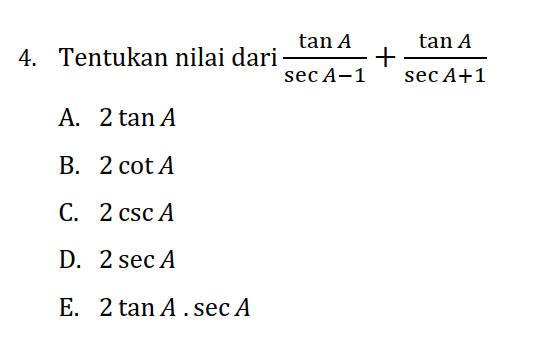 4. Tentukan nilai dari \frac{\tan A}{\sec A-1} + \frac{\tan A}{\sec A+1}
A. 2 tan A
B. 2 cot A
C. 2 csc A
D. 2 sec A
E. 2 tan A . sec A